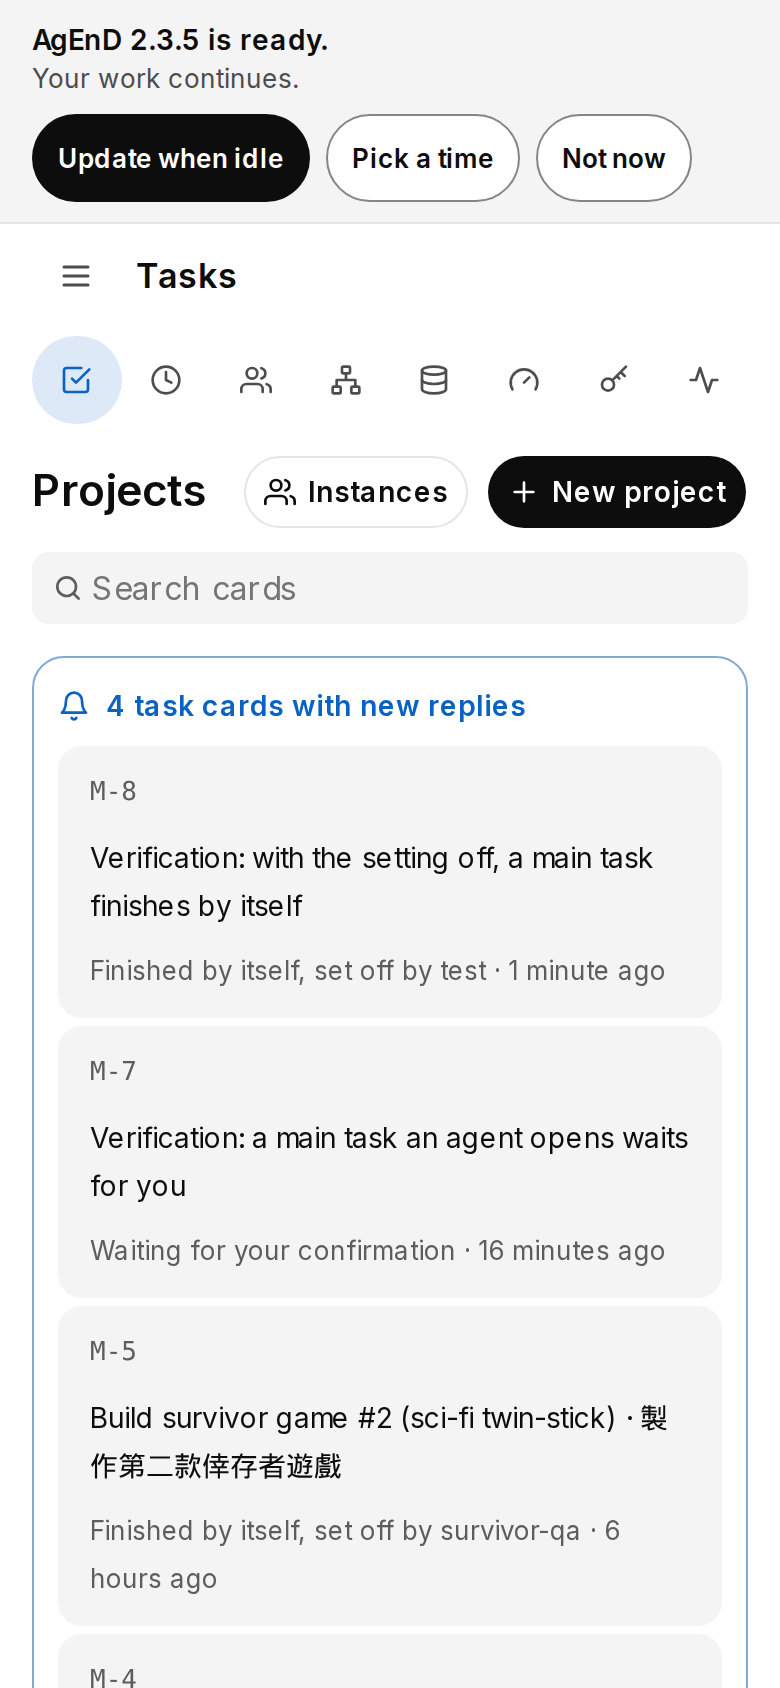 AgEnD 2.3.5 is ready.
Your work continues.
Update when idle
Pick a time
Not now
Tasks
Projects
Instances
New project
Search cards
4 task cards with new replies
M-8
Verification: with the setting off, a main task
finishes by itself
Finished by itself, set off by test · 1 minute ago
M-7
Verification: a main task an agent opens waits
for you
Waiting for your confirmation · 16 minutes ago
M-5
Build survivor game #2 (sci-fi twin-stick) · 製
作第二款倖存者遊戲
Finished by itself, set off by survivor-qa · 6
hours ago
M-4